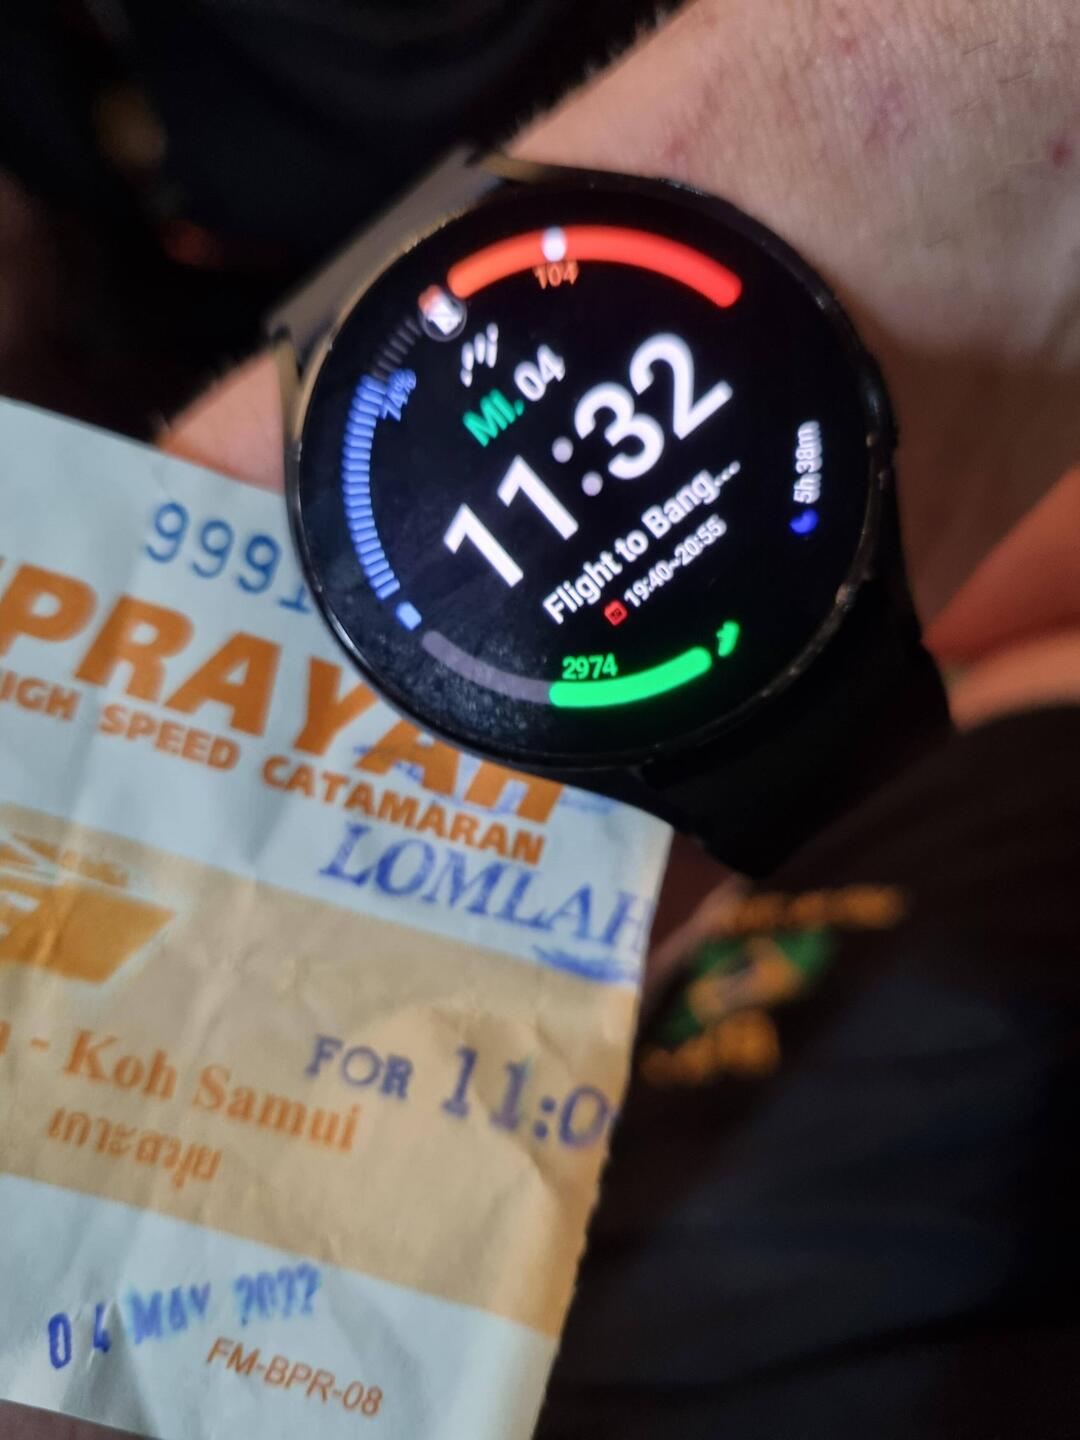 104
74%
MI. 04
11:32
Flight to Bang...
19:40~20:55
5h 38m
2974
9991
PRAYAH
IGH SPEED CATAMARAN
LOMLAH
- Koh Samui
FOR 11:0
เกาะสมุย
04 MAY 2022
FM-BPR-08